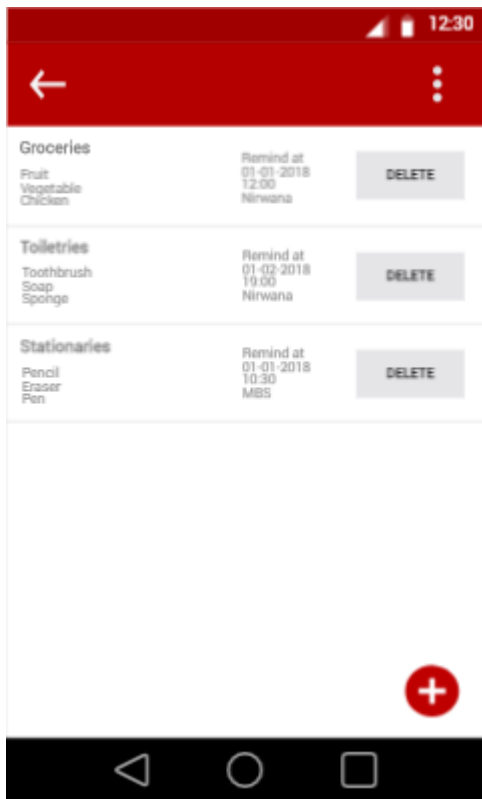 12:30
Groceries
Fruit
Vegetable
Chicken
Remind at
01-01-2018
12:00
Nirwana
DELETE
Toiletries
Toothbrush
Soap
Sponge
Remind at
01-02-2018
19:00
Nirwana
DELETE
Stationaries
Pencil
Eraser
Pen
Remind at
01-01-2018
10:30
MBS
DELETE